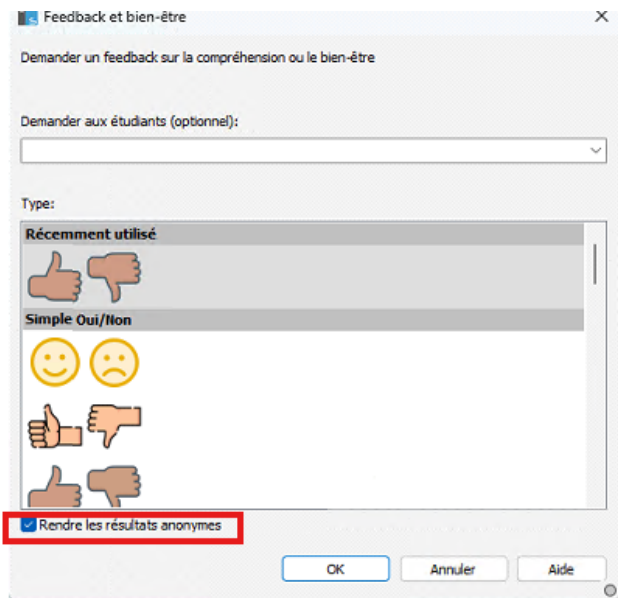 Feedback et bien-être
Demander un feedback sur la compréhension ou le bien-être
Demander aux étudiants (optionnel):
Type:
Récemment utilisé
Simple Oui/Non
Rendre les résultats anonymes
OK Annuler Aide